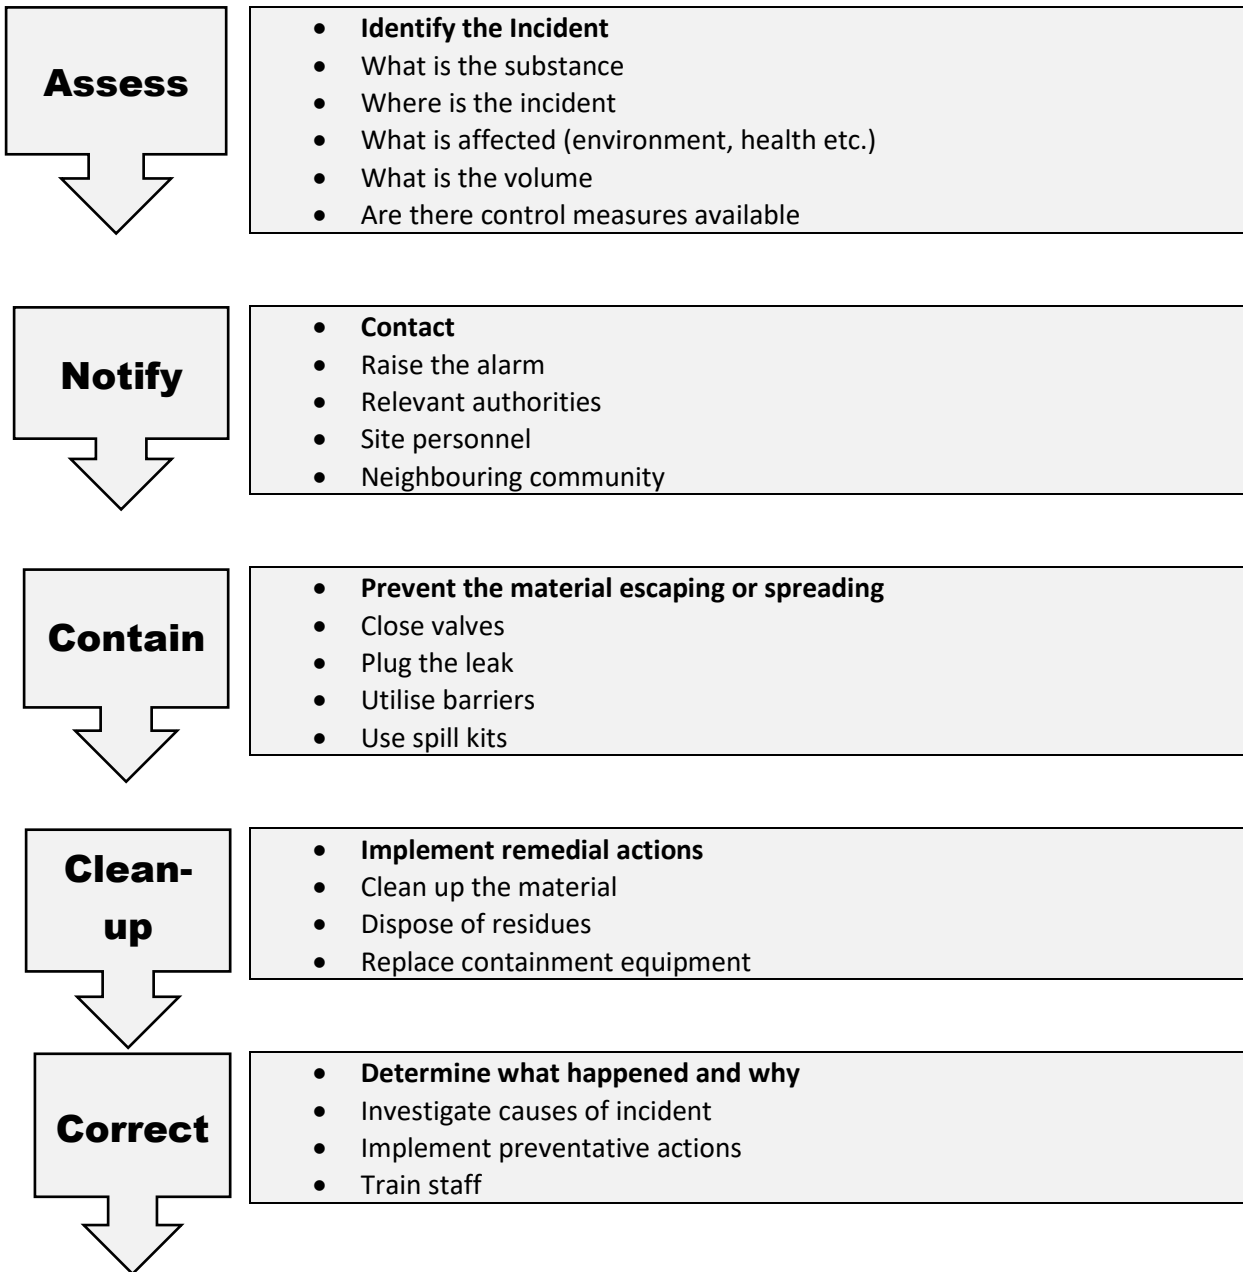 Assess
• Identify the Incident
• What is the substance
• Where is the incident
• What is affected (environment, health etc.)
• What is the volume
• Are there control measures available
Notify
• Contact
• Raise the alarm
• Relevant authorities
• Site personnel
• Neighbouring community
Contain
• Prevent the material escaping or spreading
• Close valves
• Plug the leak
• Utilise barriers
• Use spill kits
Clean-
up
• Implement remedial actions
• Clean up the material
• Dispose of residues
• Replace containment equipment
Correct
• Determine what happened and why
• Investigate causes of incident
• Implement preventative actions
• Train staff